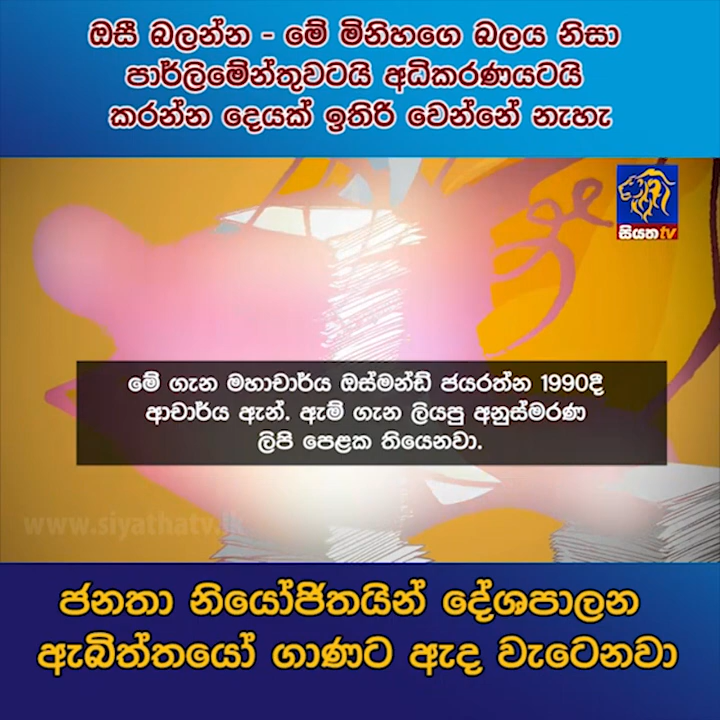 ඔසී බලන්න - මේ මිනිහගෙ බලය නිසා
පාර්ලිමේන්තුවටයි අධිකරණයටයි
කරන්න දෙයක් ඉතිරි වෙන්නේ නැහැ
සියත tv
මේ ගැන මහාචාර්ය ඔස්මන්ඩ් ජයරත්න 1990දී
ආචාර්ය ඇන්. ඇම් ගැන ලියපු අනුස්මරණ
ලිපි පෙළක තියෙනවා.
www.siyathatv.lk
ජනතා නියෝජිතයින් දේශපාලන
ඇබිත්තයෝ ගාණට ඇද වැටෙනවා